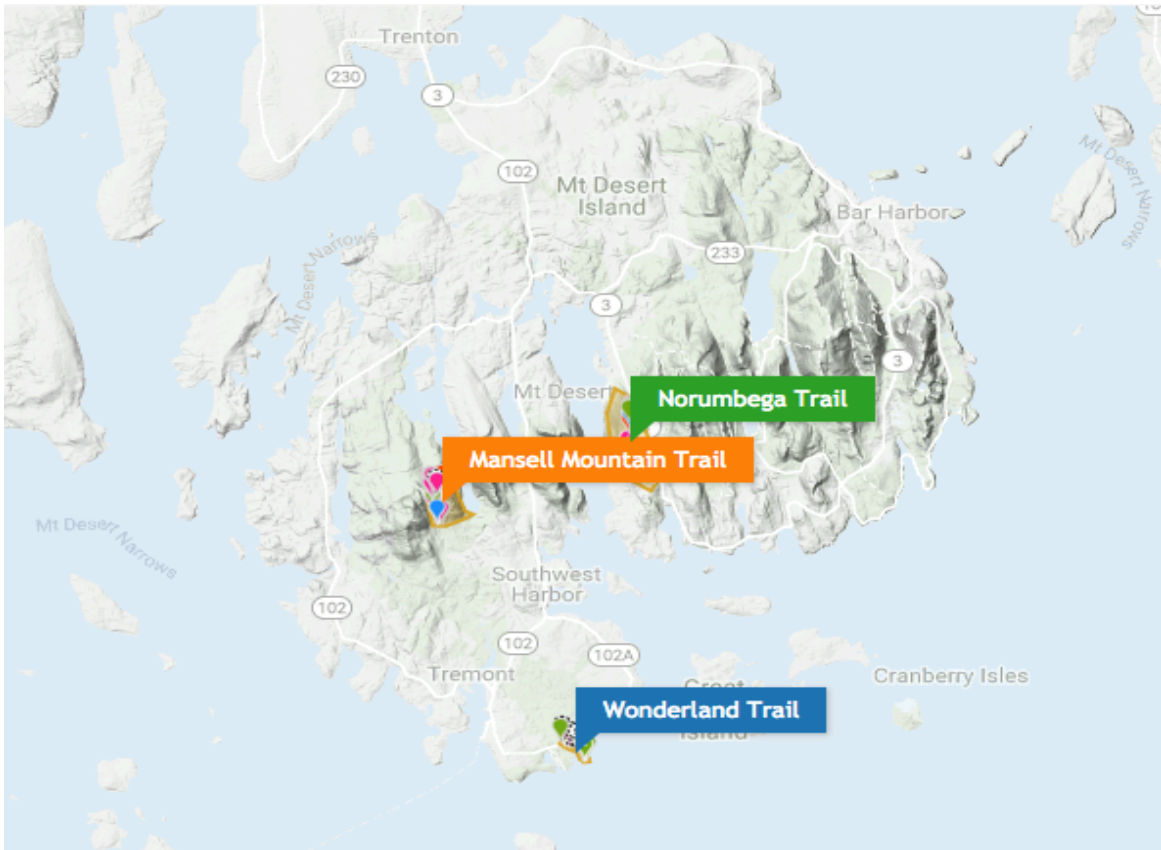 Trenton
230
3
102
Mt Desert
Island
Mt Desert Narrows
Bar Harbor
233
Mt Desert Narrows
3
3
Mt Desert
Norumbega Trail
Mansell Mountain Trail
Mt Desert Narrows
Southwest
Harbor
102
102
102A
Tremont
Cranberry Isles
Wonderland Trail
Island